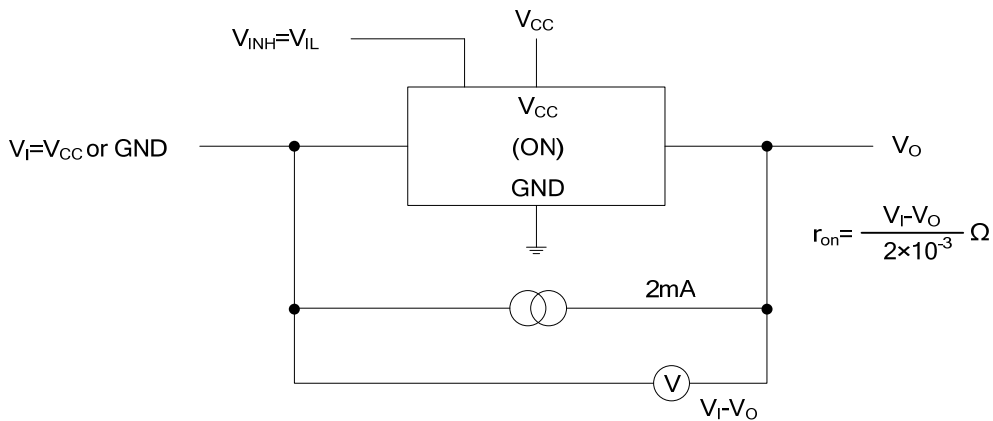 V_CC
V_INH=V_IL
V_CC
V_I=V_CC or GND
(ON)
V_O
GND
r_on= V_I-V_O / 2×10^-3 Ω
2mA
V
V_I-V_O